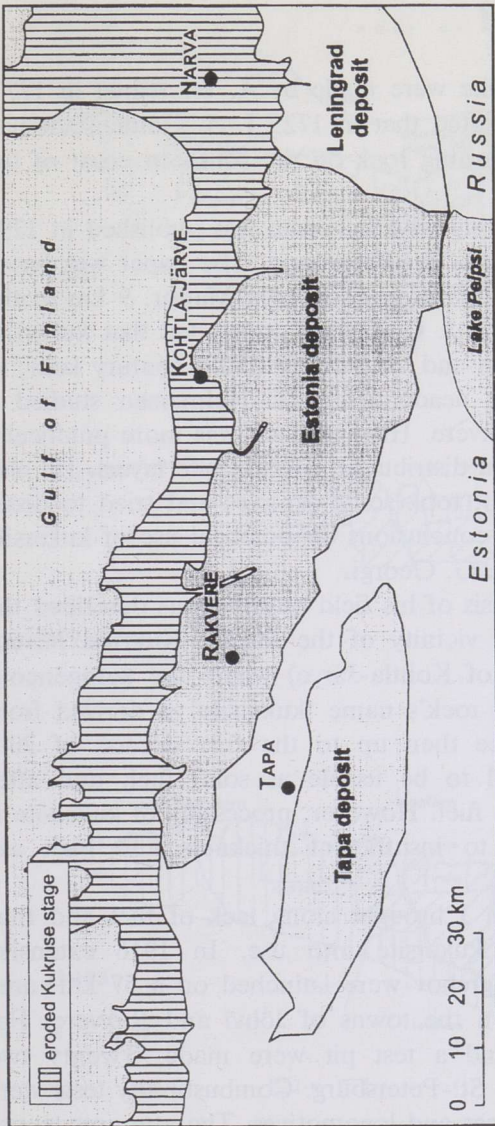 eroded Kukruse stage
Gulf of Finland
NARVA
KOHTLA-JÄRVE
RAKVERE
TAPA
Estonia deposit
Leningrad
deposit
Tapa deposit
Lake Peipsi
0 10 20 30 km
Estonia
Russia